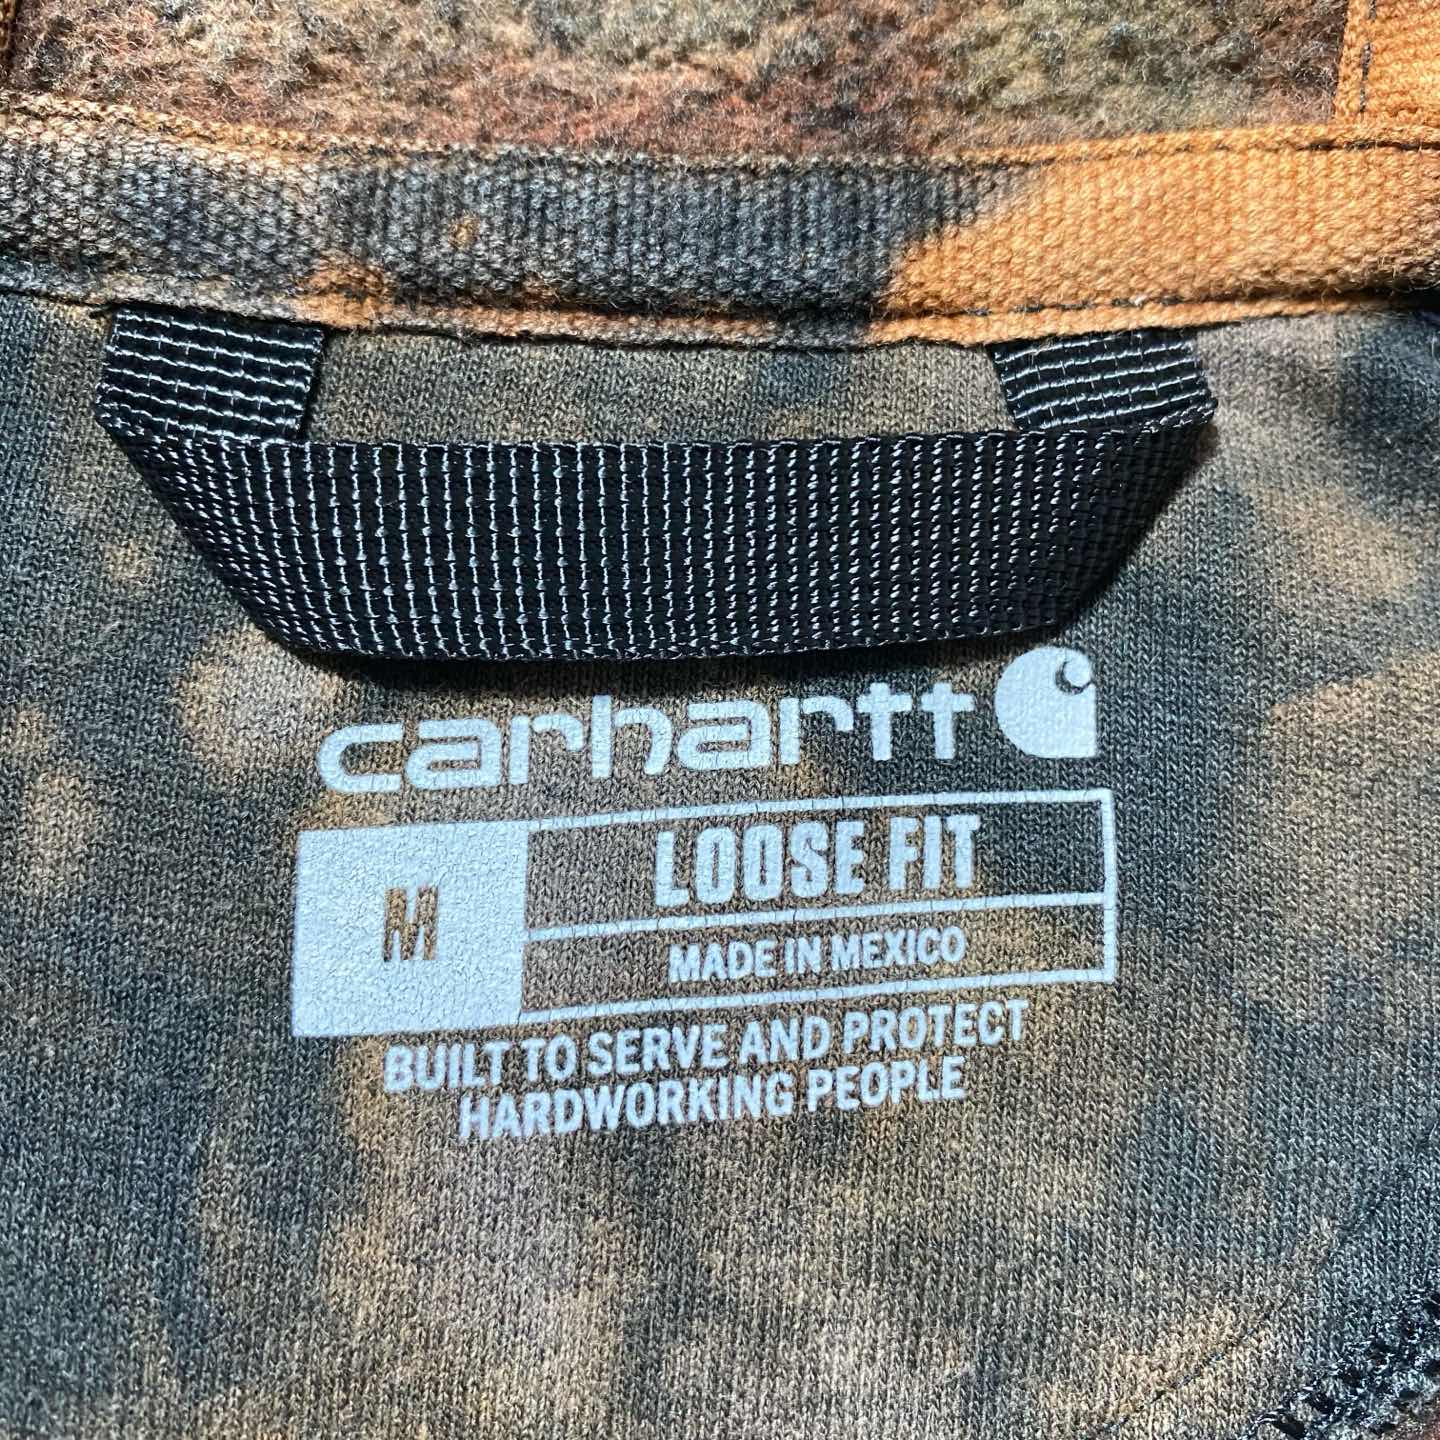 carhartt
M
LOOSE FIT
MADE IN MEXICO
BUILT TO SERVE AND PROTECT
HARDWORKING PEOPLE